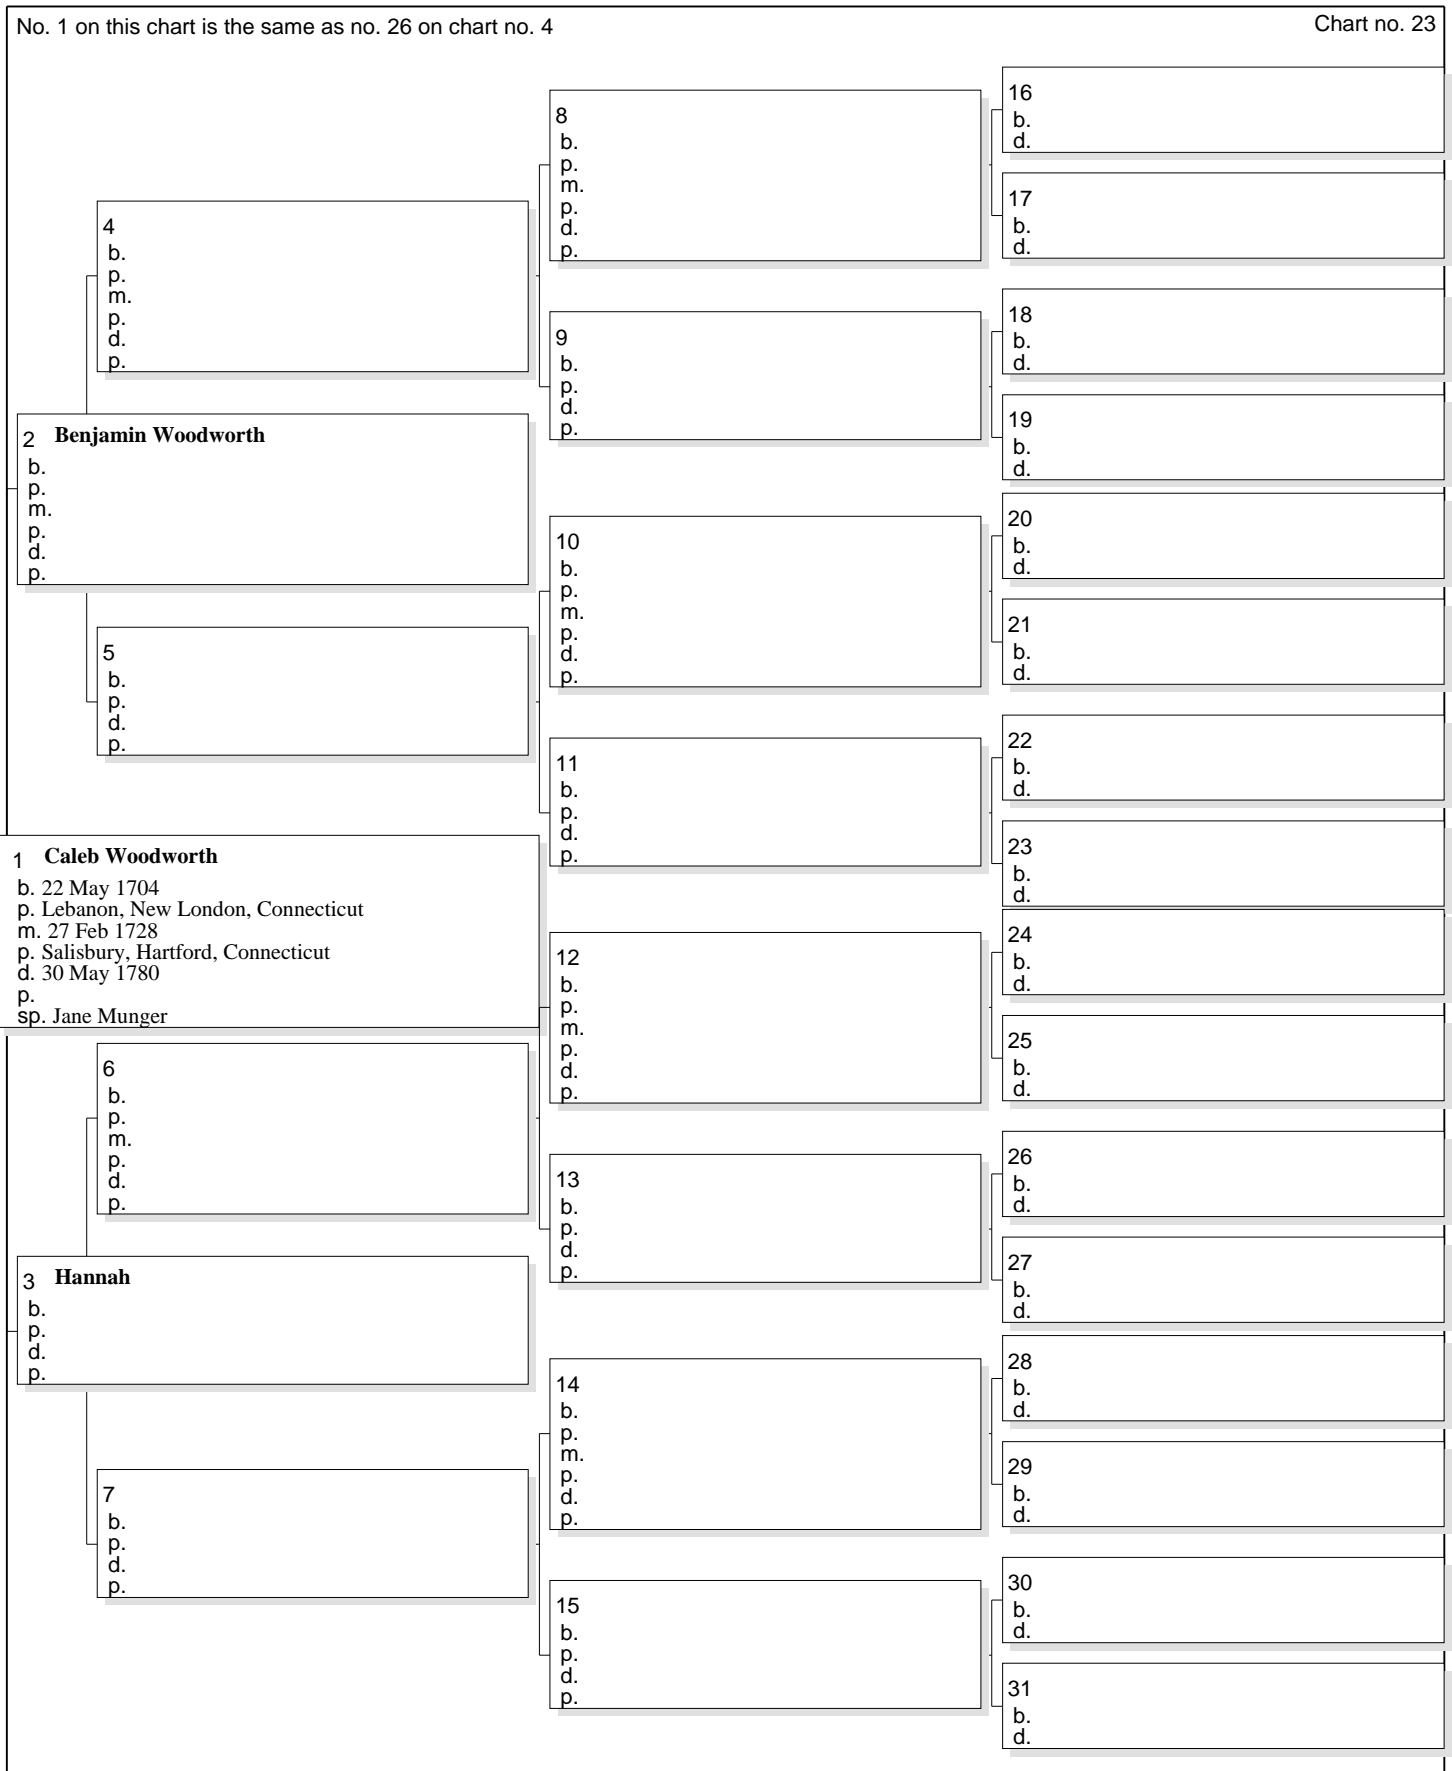 No. 1 on this chart is the same as no. 26 on chart no. 4
Chart no. 23
16
b.
d.
8
b.
p.
m.
p.
d.
p.
17
b.
d.
4
b.
p.
m.
p.
d.
p.
18
b.
d.
9
b.
p.
d.
p.
19
b.
d.
2 Benjamin Woodworth
b.
p.
m.
p.
d.
p.
20
b.
d.
10
b.
p.
m.
p.
d.
p.
21
b.
d.
5
b.
p.
d.
p.
22
b.
d.
11
b.
p.
d.
p.
23
b.
d.
1 Caleb Woodworth
b. 22 May 1704
p. Lebanon, New London, Connecticut
m. 27 Feb 1728
p. Salisbury, Hartford, Connecticut
d. 30 May 1780
p.
sp. Jane Munger
24
b.
d.
12
b.
p.
m.
p.
d.
p.
25
b.
d.
6
b.
p.
m.
p.
d.
p.
26
b.
d.
13
b.
p.
d.
p.
27
b.
d.
3 Hannah
b.
p.
d.
p.
28
b.
d.
14
b.
p.
m.
p.
d.
p.
29
b.
d.
7
b.
p.
d.
p.
30
b.
d.
15
b.
p.
d.
p.
31
b.
d.